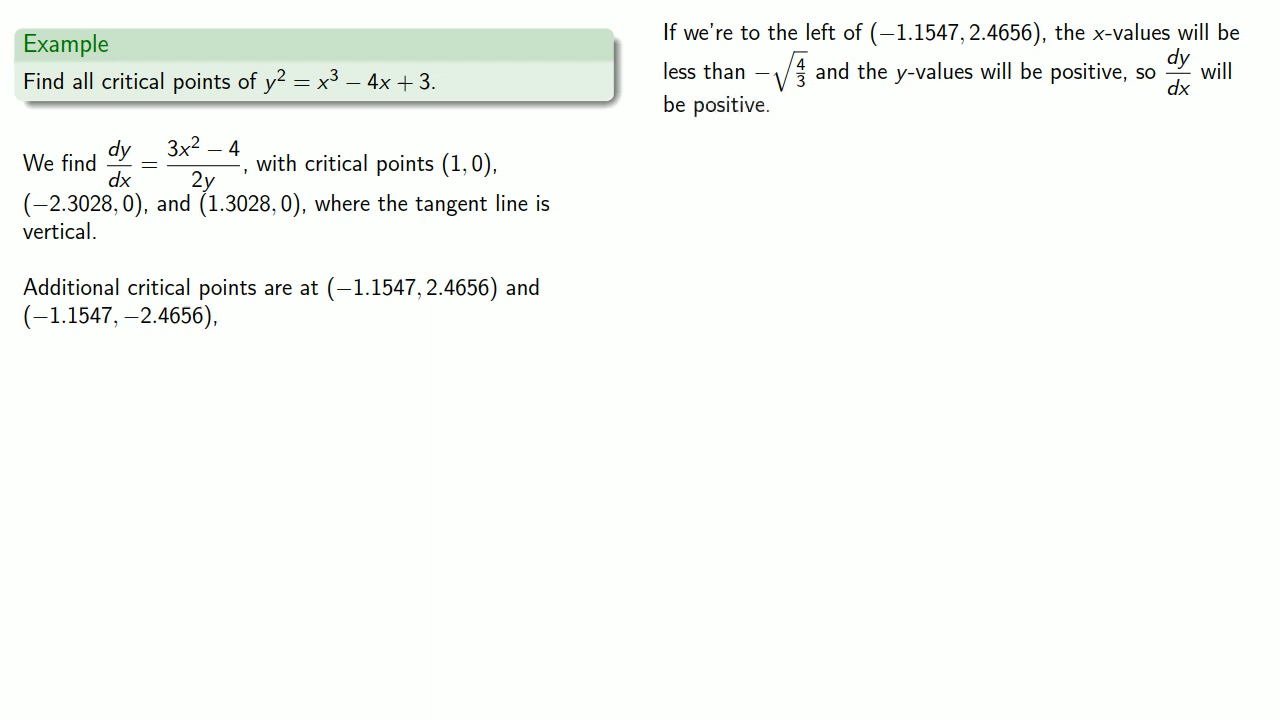 Example
Find all critical points of y² = x³ − 4x + 3.
We find dy/dx = (3x² − 4)/(2y), with critical points (1, 0),
(−2.3028, 0), and (1.3028, 0), where the tangent line is
vertical.
Additional critical points are at (−1.1547, 2.4656) and
(−1.1547, −2.4656),
If we're to the left of (−1.1547, 2.4656), the x-values will be
less than −√(4/3) and the y-values will be positive, so dy/dx will
be positive.